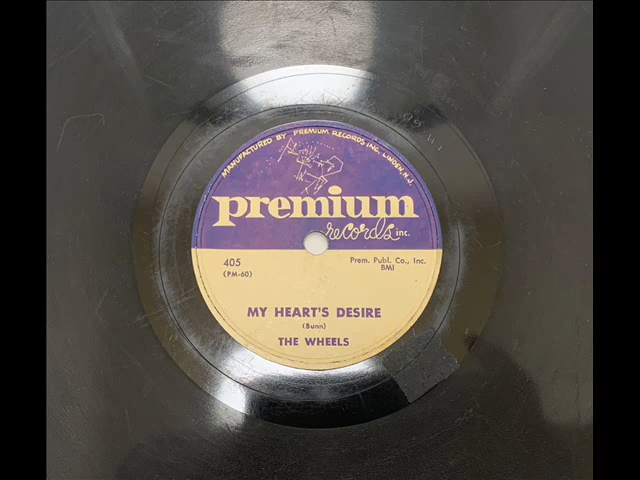 MANUFACTURED BY PREMIUM RECORDS INC. LINDEN, N.J.
premium
records inc.
405
(PM-60)
Prem. Publ. Co., Inc.
BMI
MY HEART'S DESIRE
(Bunn)
THE WHEELS